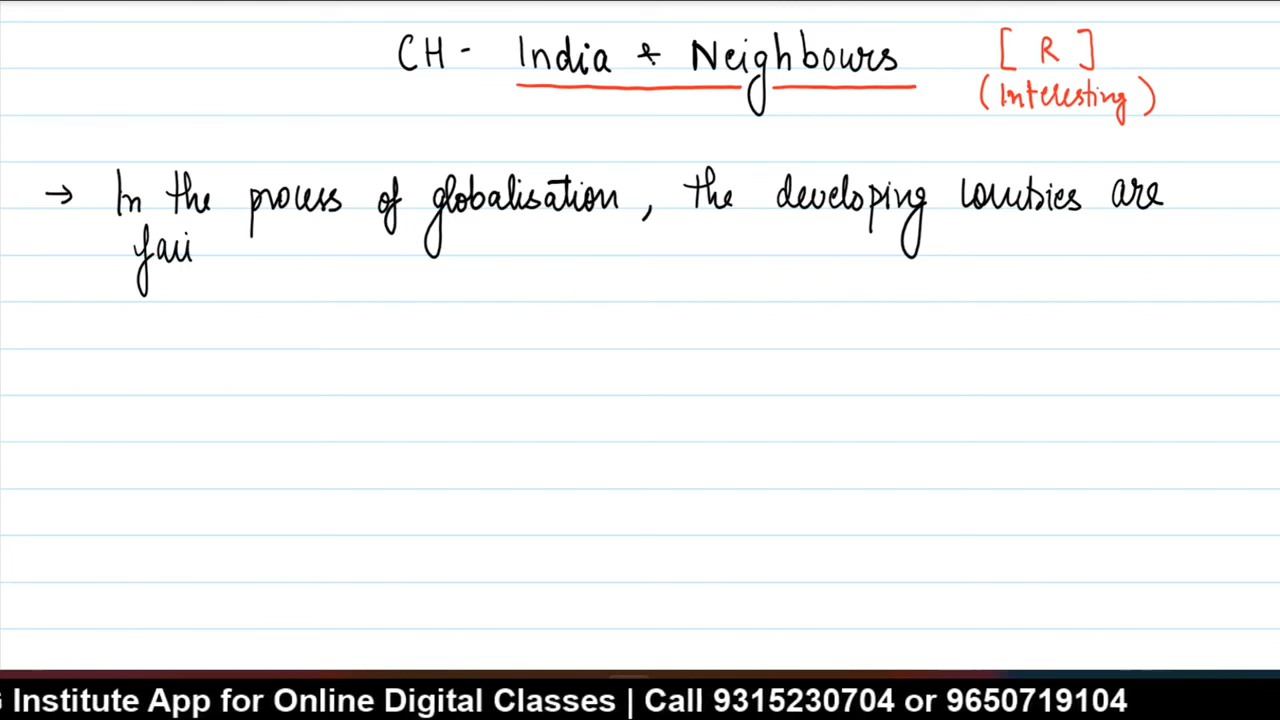 CH - India & Neighbours [ R ]
(Interesting)
→ In the process of globalisation, the developing countries are
faci
G Institute App for Online Digital Classes | Call 9315230704 or 9650719104